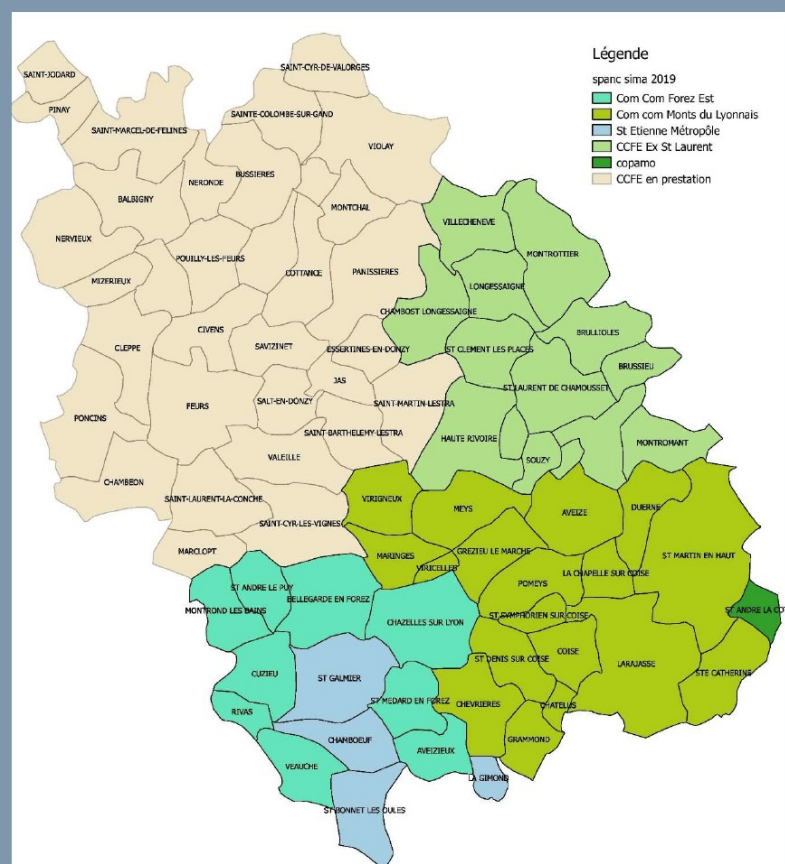 Légende
spanc sima 2019
Com Com Forez Est
Com com Monts du Lyonnais
St Etienne Métropôle
CCFE Ex St Laurent
copamo
CCFE en prestation
SAINT-CYR-DE-VALORGES
SAINT-JODARD
PINAY
SAINTE-COLOMBE-SUR-GAND
SAINT-MARCEL-DE-FELINES
VIOLAY
BUSSIERES
NERONDE
BALBIGNY
MONTCHAL
VILLECHENEVE
NERVIEUX
MONTROTTIER
POUILLY-LES-FEURS
COTTANCE
PANISSIERES
MIZERIEUX
LONGESSAIGNE
CHAMBOST LONGESSAIGNE
CIVENS
BRULLIOLES
CLEPPE
SAVIZINET
ESSERTINES-EN-DONZY
ST CLEMENT LES PLACES
BRUSSIEU
JAS
ST LAURENT DE CHAMOUSSET
SALT-EN-DONZY
SAINT-MARTIN-LESTRA
FEURS
PONCINS
SAINT-BARTHELEMY-LESTRA
HAUTE RIVOIRE
MONTROMANT
VALEILLE
SOUZY
CHAMBEON
SAINT-LAURENT-LA-CONCHE
VIRIGNEUX
MEYS
AVEIZE
DUERNE
SAINT-CYR-LES-VIGNES
MARCLOPT
MARINGES
GREZIEU LE MARCHE
ST MARTIN EN HAUT
VIRICELLES
LA CHAPELLE SUR COISE
POMEYS
ST ANDRE LE PUY
BELLEGARDE EN FOREZ
MONTROND LES BAINS
ST ANDRE LA CO
CHAZELLES SUR LYON
ST SYMPHORIEN SUR COISE
COISE
ST DENIS SUR COISE
LARAJASSE
STE CATHERINE
CUZIEU
ST GALMIER
ST MEDARD EN FOREZ
CHEVRIERES
CHATELUS
RIVAS
CHAMBOEUF
GRAMMOND
AVEIZIEUX
VEAUCHE
LA GIMOND
ST BONNET LES OULES